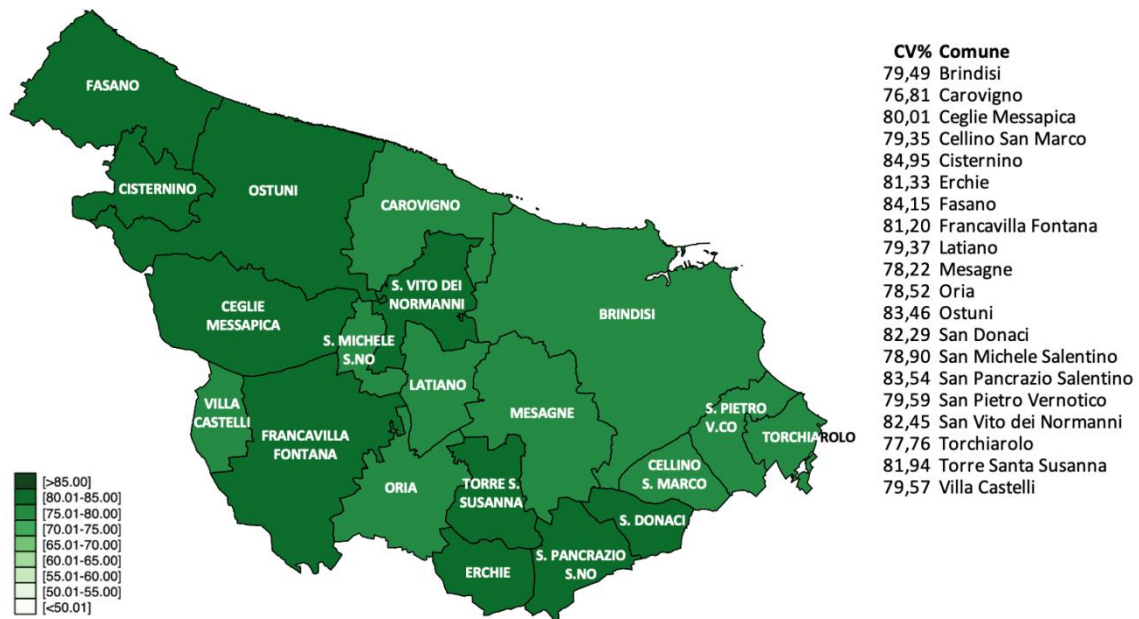 FASANO
CISTERNINO
OSTUNI
CAROVIGNO
S. VITO DEI
NORMANNI
CEGLIE
MESSAPICA
S. MICHELE
S.NO
BRINDISI
LATIANO
VILLA
CASTELLI
FRANCAVILLA
FONTANA
MESAGNE
S. PIETRO
V.CO
TORCHIAROLO
CELLINO
S. MARCO
ORIA
TORRE S.
SUSANNA
S. DONACI
S. PANCRAZIO
S.NO
ERCHIE
[>85.00]
[80.01-85.00]
[75.01-80.00]
[70.01-75.00]
[65.01-70.00]
[60.01-65.00]
[55.01-60.00]
[50.01-55.00]
[<50.01]
CV% Comune
79,49 Brindisi
76,81 Carovigno
80,01 Ceglie Messapica
79,35 Cellino San Marco
84,95 Cisternino
81,33 Erchie
84,15 Fasano
81,20 Francavilla Fontana
79,37 Latiano
78,22 Mesagne
78,52 Oria
83,46 Ostuni
82,29 San Donaci
78,90 San Michele Salentino
83,54 San Pancrazio Salentino
79,59 San Pietro Vernotico
82,45 San Vito dei Normanni
77,76 Torchiarolo
81,94 Torre Santa Susanna
79,57 Villa Castelli